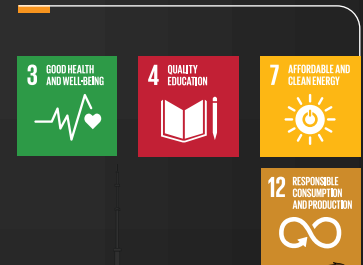 3 GOOD HEALTH
AND WELL-BEING
4 QUALITY
EDUCATION
7 AFFORDABLE AND
CLEAN ENERGY
12 RESPONSIBLE
CONSUMPTION
AND PRODUCTION